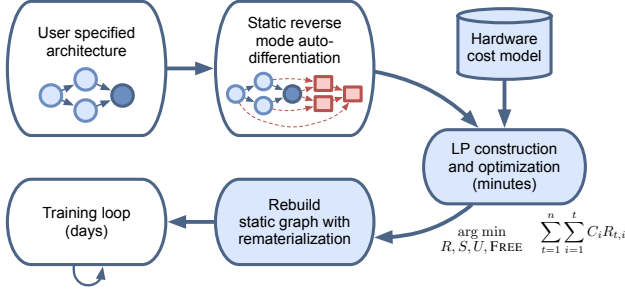 User specified
architecture
Static reverse
mode auto-
differentiation
Hardware
cost model
LP construction
and optimization
(minutes)
Training loop
(days)
Rebuild
static graph with
rematerialization
arg min
R, S, U, FREE
n t
∑ ∑ C_i R_{t,i}
t=1 i=1